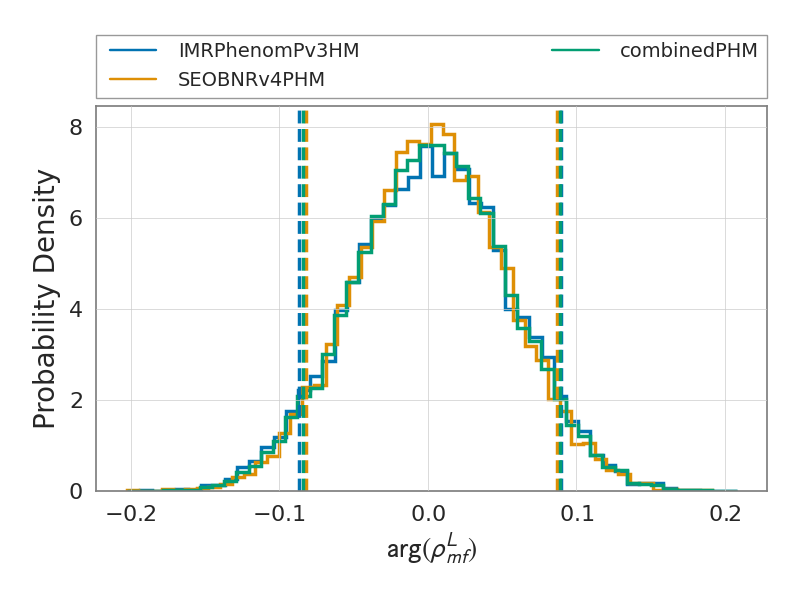 IMRPhenomPv3HM
SEOBNRv4PHM
combinedPHM
Probability Density
8
6
4
2
0
−0.2 −0.1 0.0 0.1 0.2
arg(ρ^L_mf)